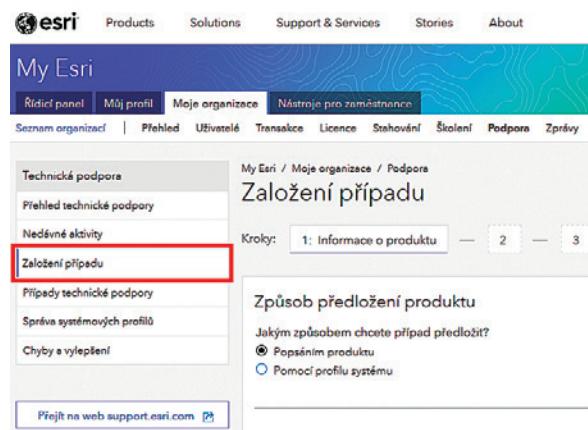 esri Products Solutions Support & Services Stories About
My Esri
Řídicí panel Můj profil Moje organizace Nástroje pro zaměstnance
Seznam organizací | Přehled Uživatelé Transakce Licence Stahování Školení Podpora Zprávy
Technická podpora
Přehled technické podpory
Nedávné aktivity
Založení případu
Případy technické podpory
Správa systémových profilů
Chyby a vylepšení
Přejít na web support.esri.com
My Esri / Moje organizace / Podpora
Založení případu
Kroky: 1: Informace o produktu — 2 — 3
Způsob předložení produktu
Jakým způsobem chcete případ předložit?
Popsáním produktu
Pomocí profilu systému